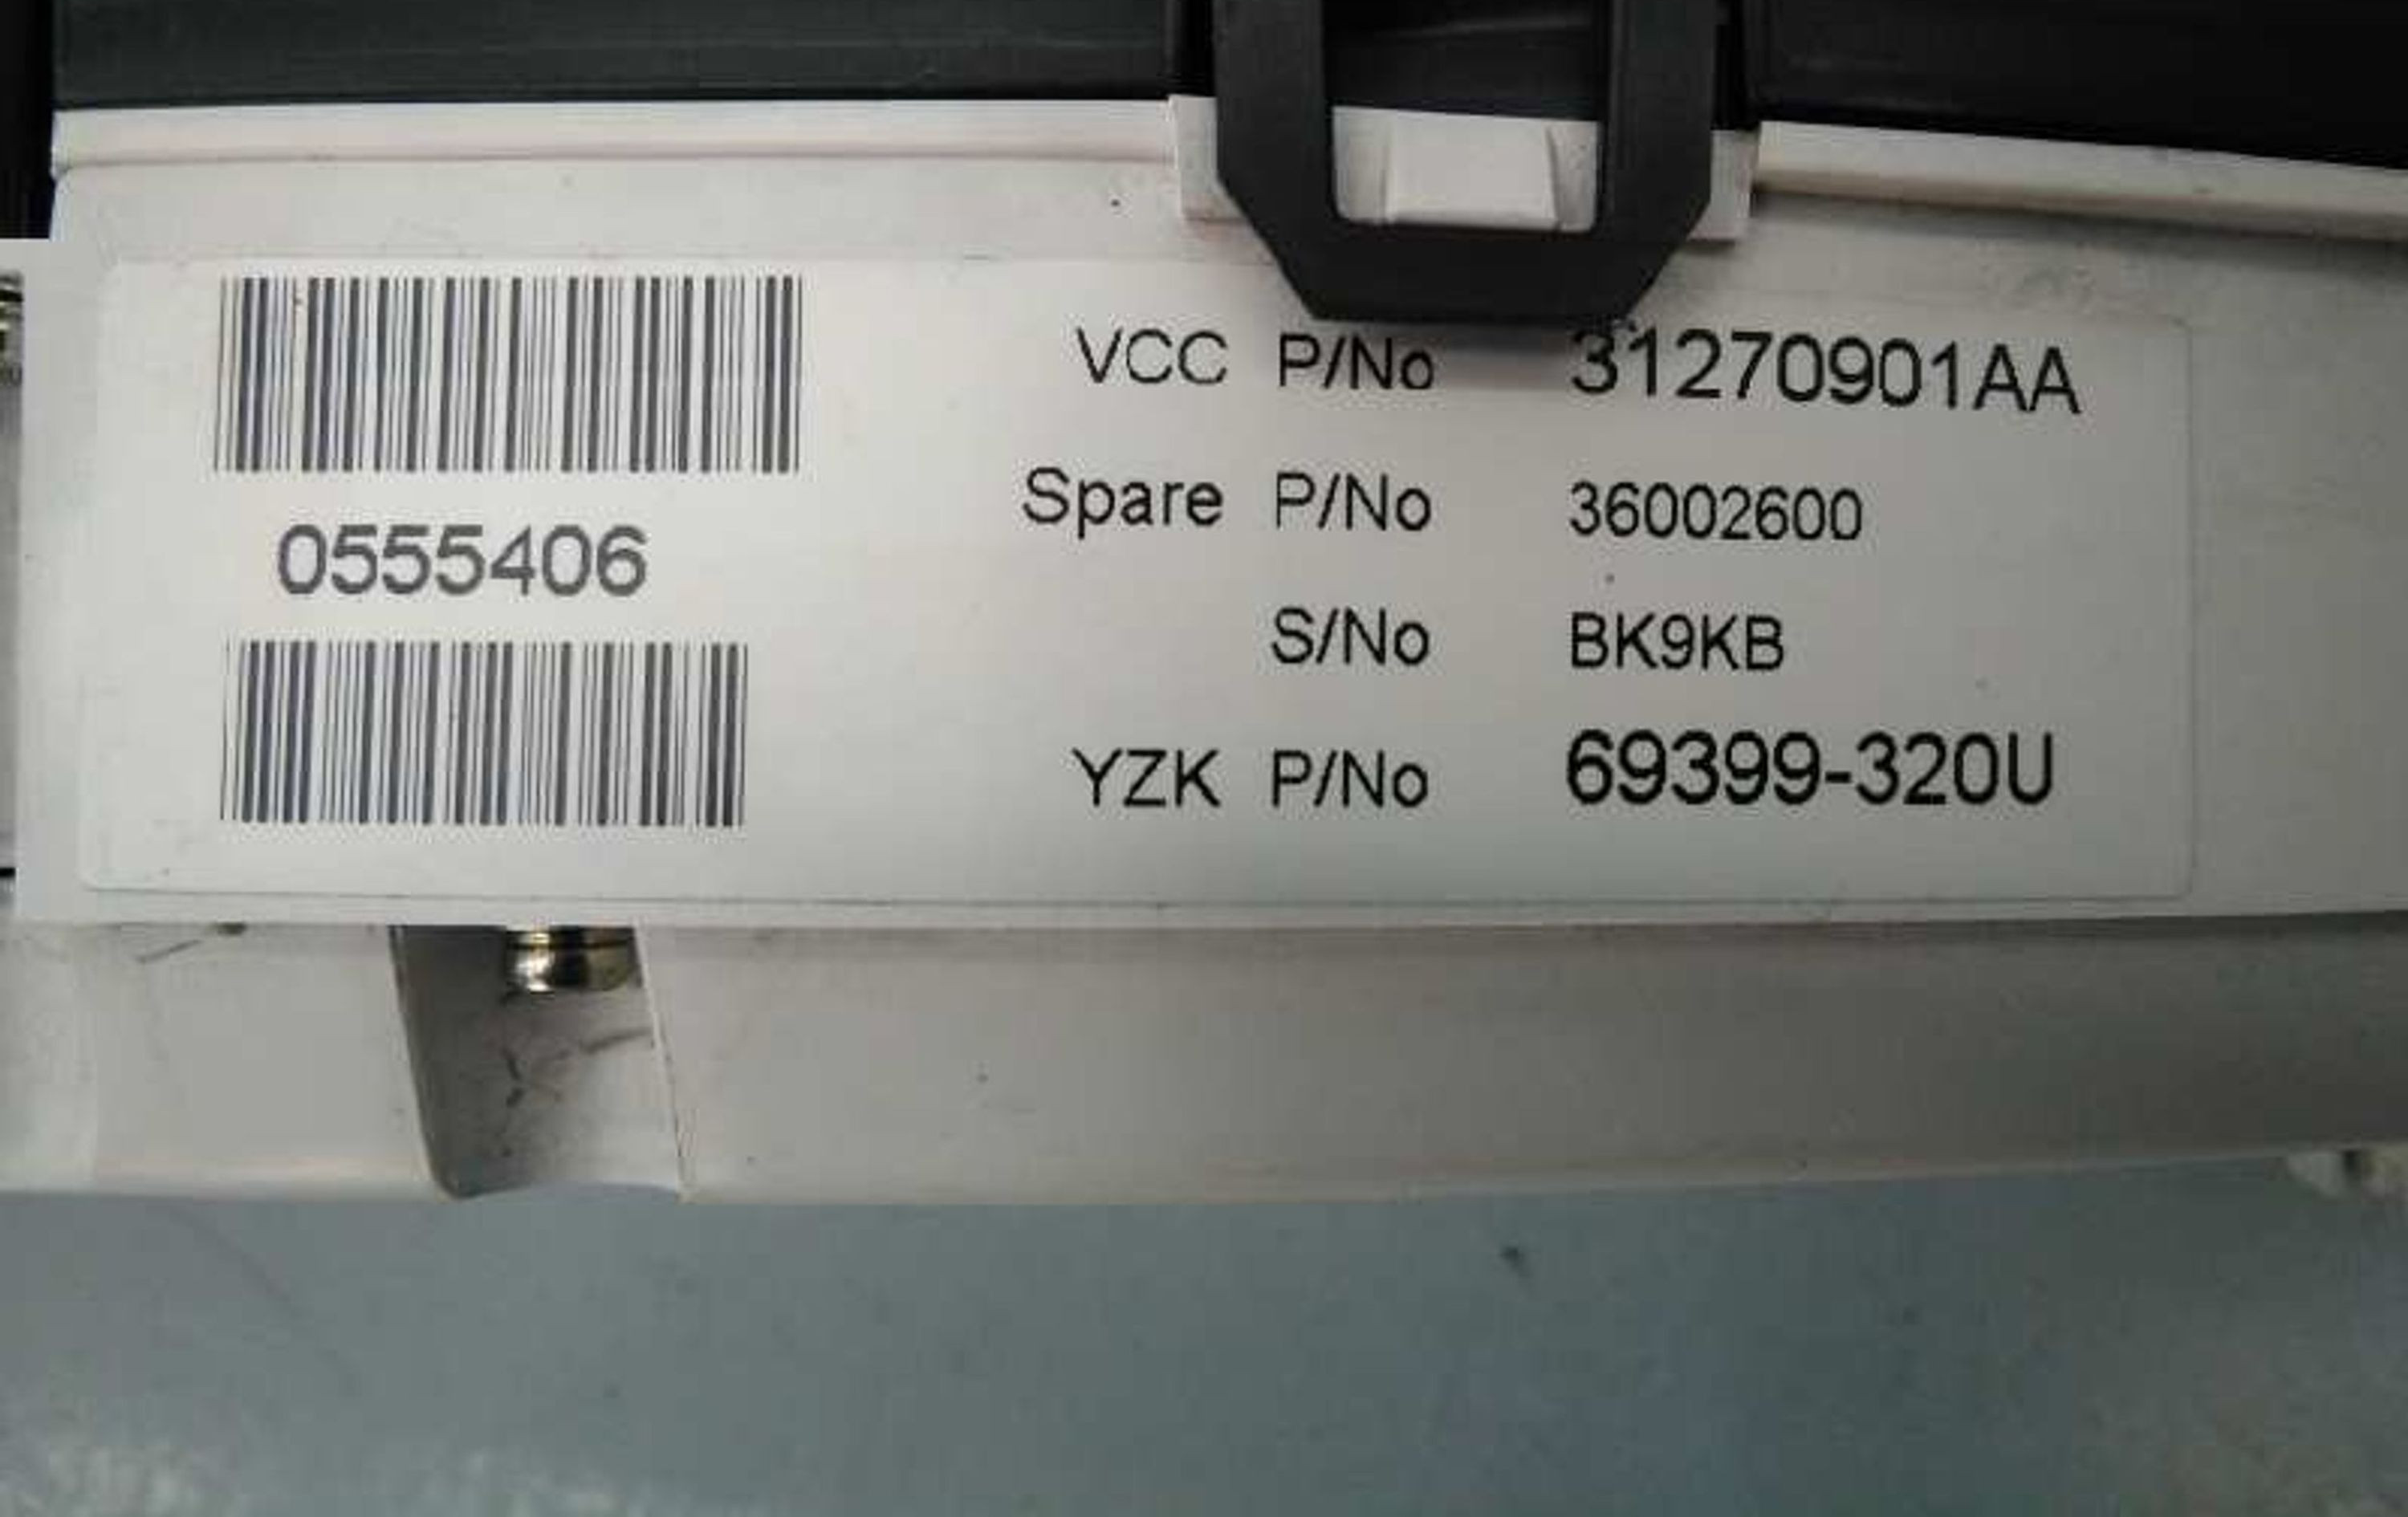 0555406
VCC P/No 31270901AA
Spare P/No 36002600
S/No BK9KB
YZK P/No 69399-320U